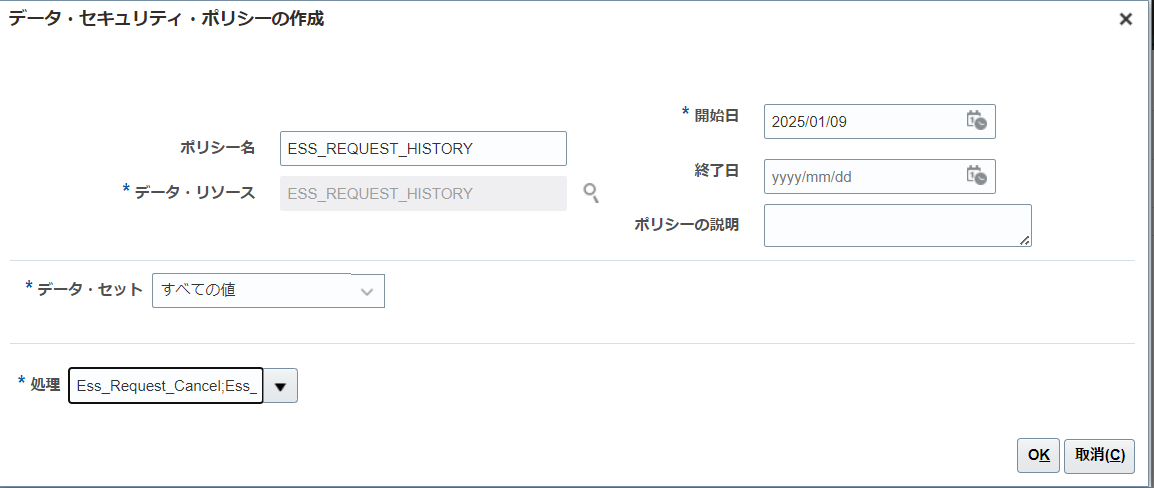 データ・セキュリティ・ポリシーの作成
ポリシー名 ESS_REQUEST_HISTORY
* データ・リソース ESS_REQUEST_HISTORY
* 開始日 2025/01/09
終了日 yyyy/mm/dd
ポリシーの説明
* データ・セット すべての値
* 処理 Ess_Request_Cancel;Ess_
OK 取消(C)